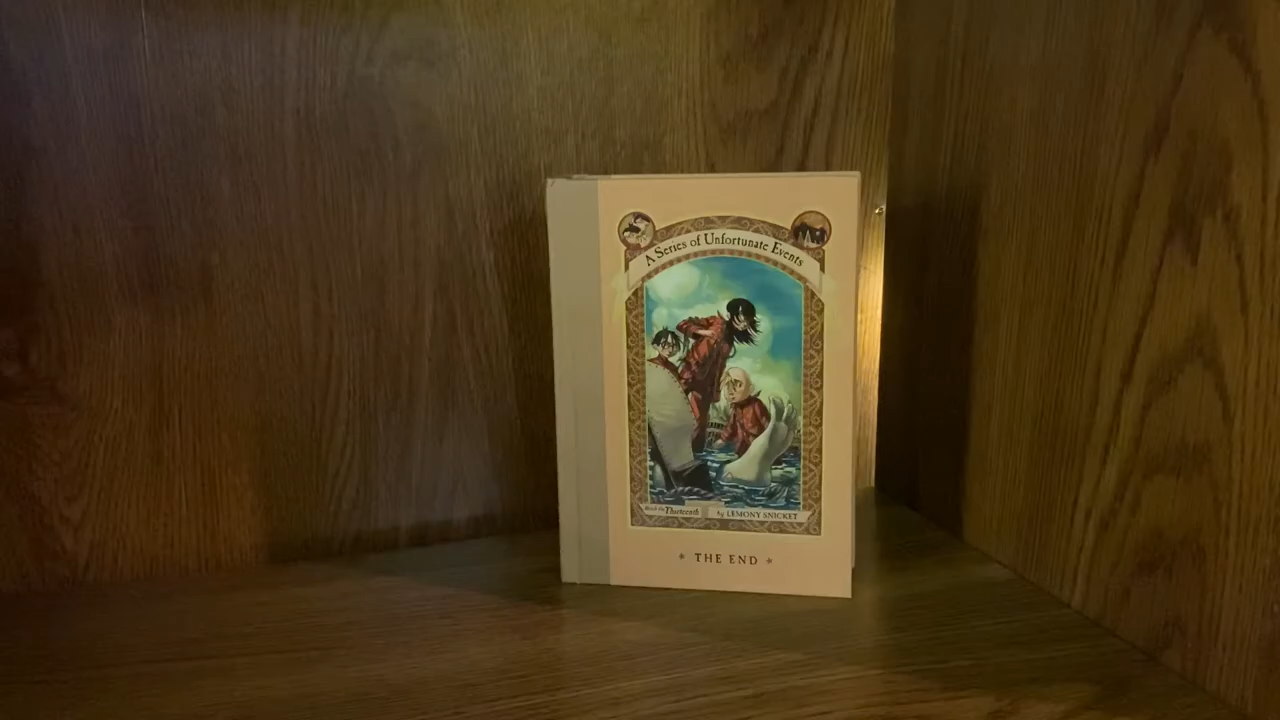 A Series of Unfortunate Events
Book the Thirteenth by LEMONY SNICKET
* THE END *